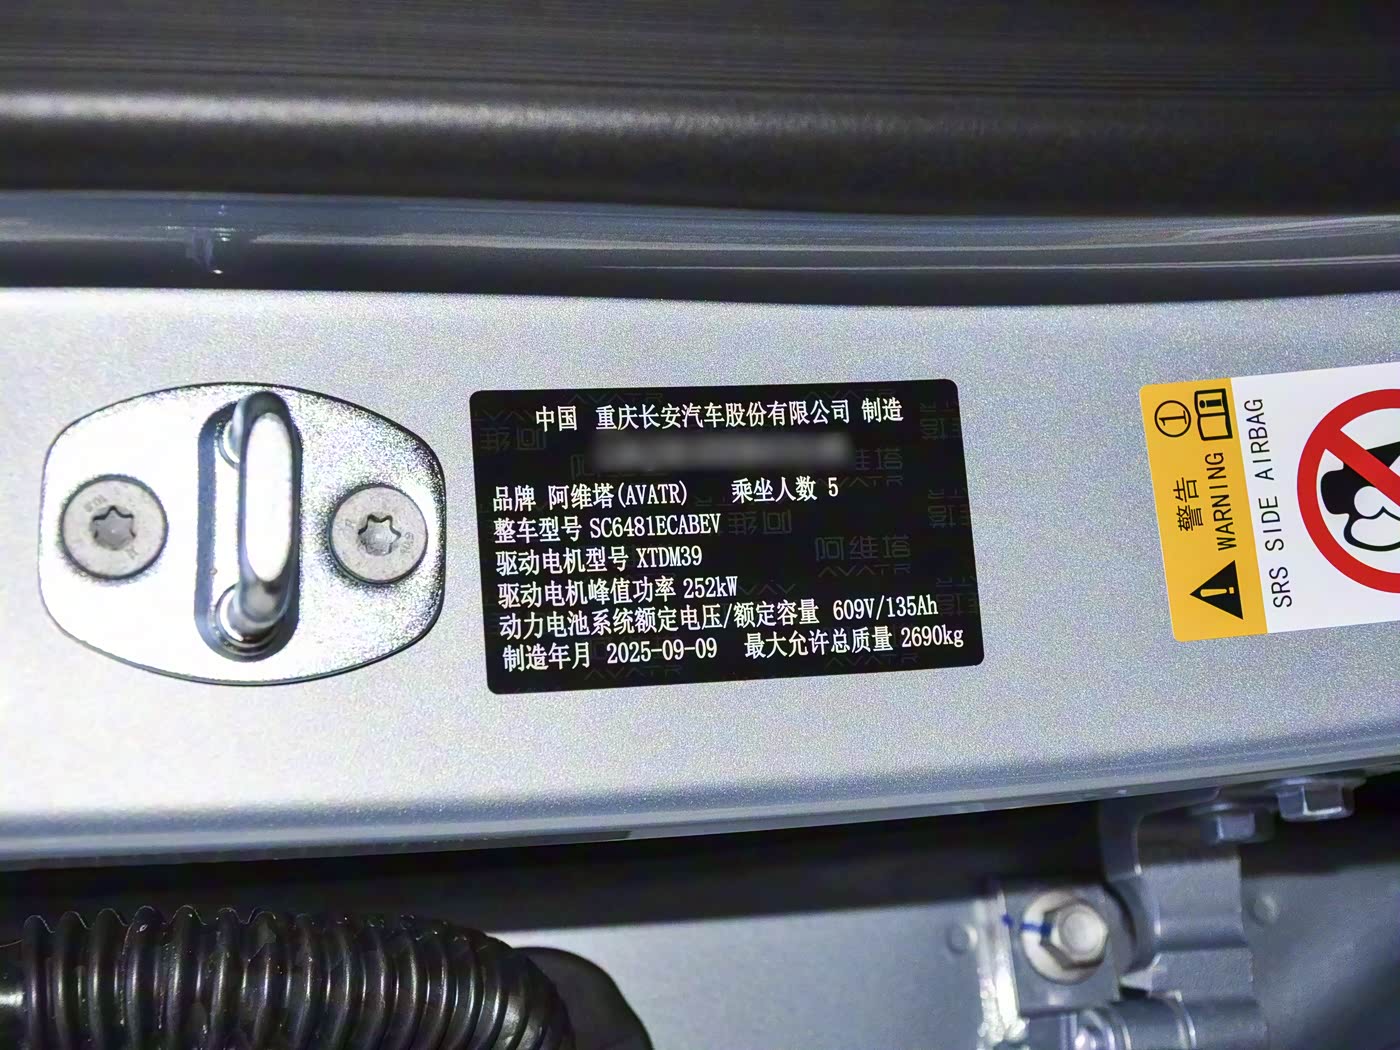 中国 重庆长安汽车股份有限公司 制造
品牌 阿维塔(AVATR) 乘坐人数 5
整车型号 SC6481ECABEV
驱动电机型号 XTDM39
驱动电机峰值功率 252kW
动力电池系统额定电压/额定容量 609V/135Ah
制造年月 2025-09-09 最大允许总质量 2690kg
阿维塔
AVATR
警告
WARNING
SRS SIDE AIRBAG